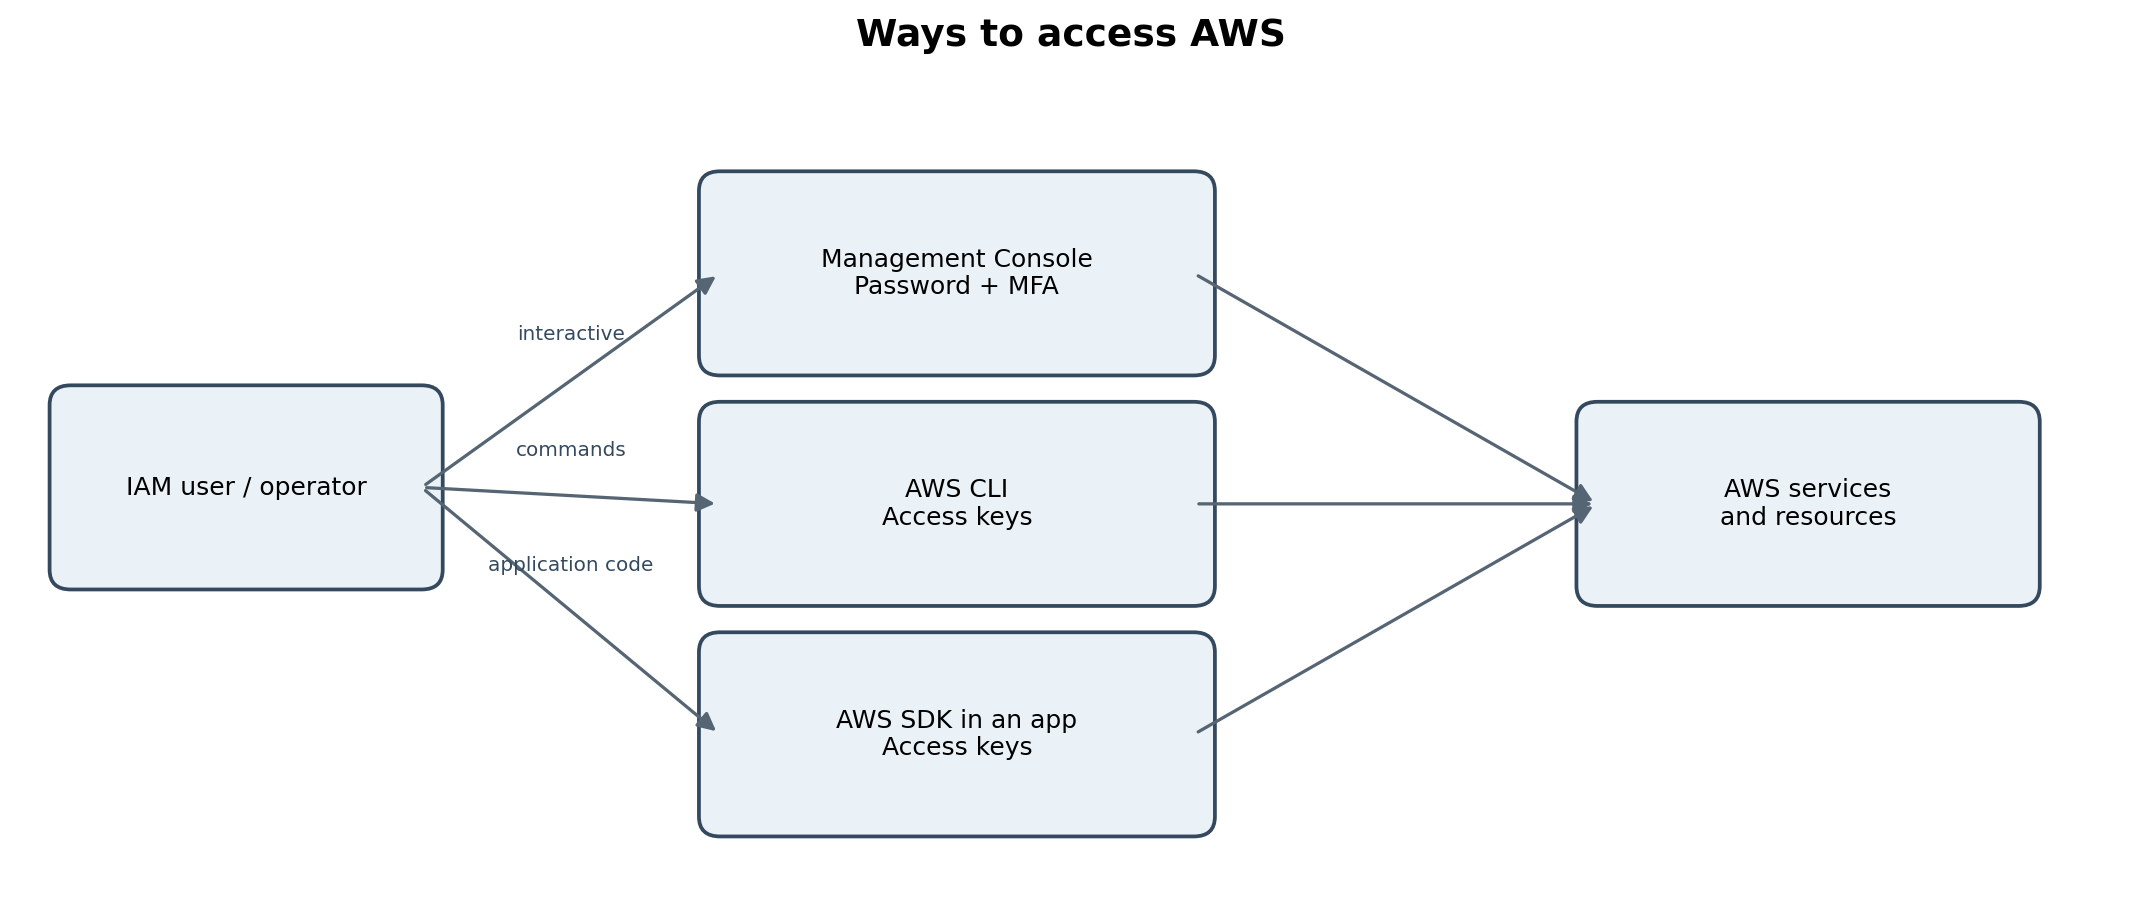 Ways to access AWS
Management Console
Password + MFA
interactive
commands
IAM user / operator
AWS CLI
Access keys
AWS services
and resources
application code
AWS SDK in an app
Access keys